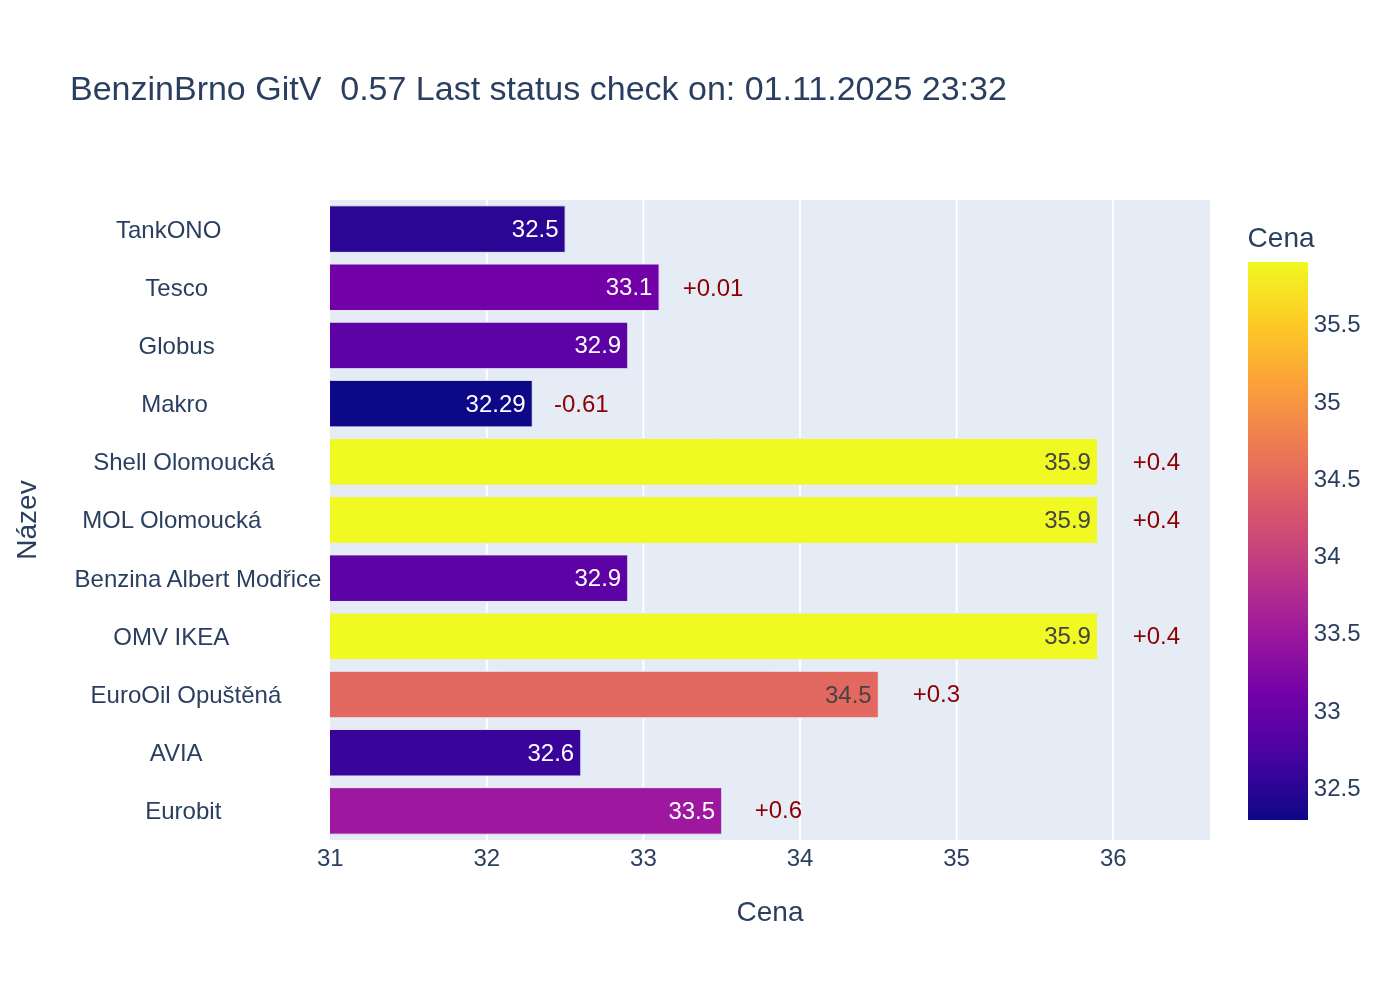 BenzinBrno GitV  0.57 Last status check on: 01.11.2025 23:32
Cena
TankONO 32.5
Tesco 33.1 +0.01
Globus 32.9
Makro 32.29 -0.61
Shell Olomoucká 35.9 +0.4
MOL Olomoucká 35.9 +0.4
Benzina Albert Modřice 32.9
OMV IKEA 35.9 +0.4
EuroOil Opuštěná 34.5 +0.3
AVIA 32.6
Eurobit 33.5 +0.6
Název
31 32 33 34 35 36
Cena
35.5
35
34.5
34
33.5
33
32.5